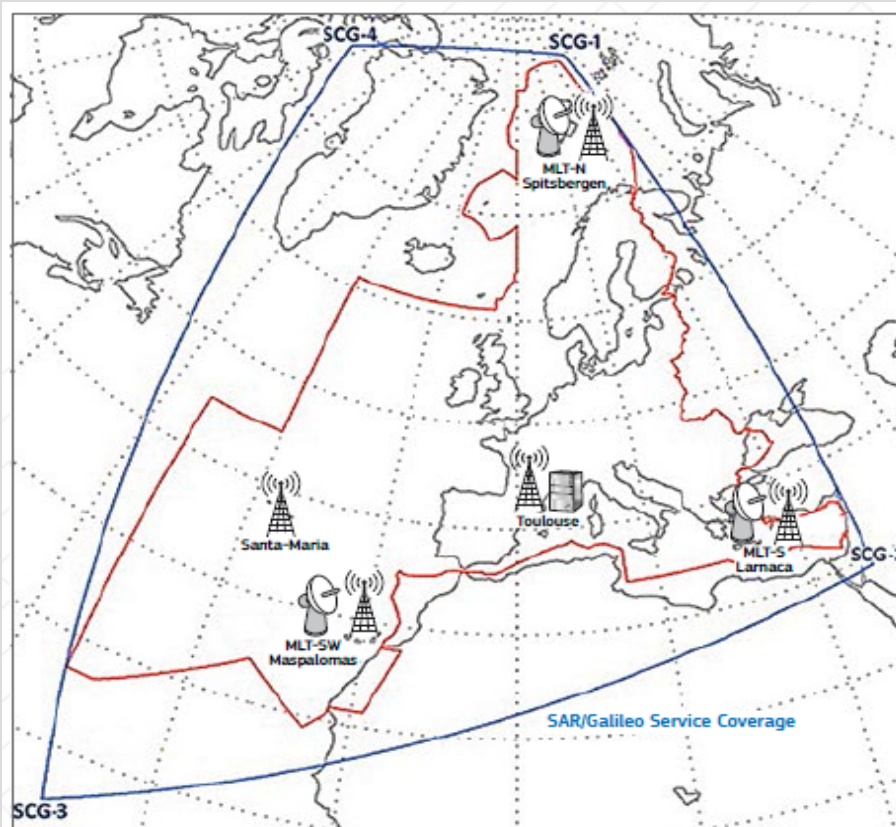 SCG-4
SCG-1
MLT-N
Spitsbergen
Toulouse
Santa-Maria
MLT-S
Larnaca
SCG-
MLT-SW
Maspalomas
SAR/Galileo Service Coverage
SCG-3